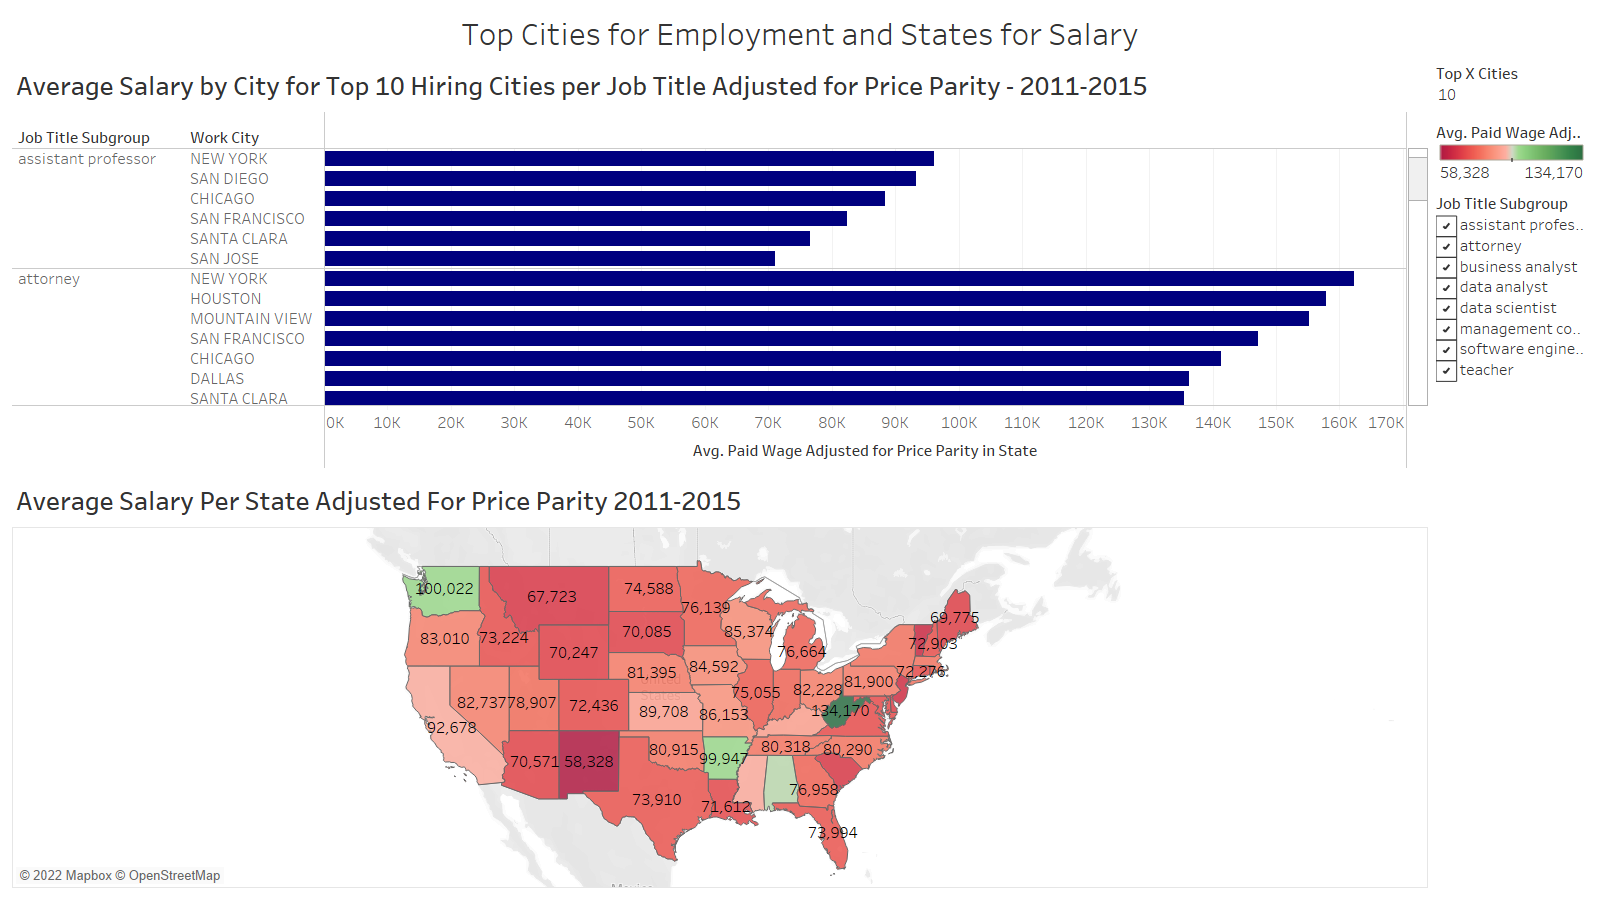 Top Cities for Employment and States for Salary
Average Salary by City for Top 10 Hiring Cities per Job Title Adjusted for Price Parity - 2011-2015
Job Title Subgroup Work City
assistant professor NEW YORK
SAN DIEGO
CHICAGO
SAN FRANCISCO
SANTA CLARA
SAN JOSE
attorney NEW YORK
HOUSTON
MOUNTAIN VIEW
SAN FRANCISCO
CHICAGO
DALLAS
SANTA CLARA
0K 10K 20K 30K 40K 50K 60K 70K 80K 90K 100K 110K 120K 130K 140K 150K 160K 170K
Avg. Paid Wage Adjusted for Price Parity in State
Top X Cities
10
Avg. Paid Wage Adj..
58,328 134,170
Job Title Subgroup
assistant profes..
attorney
business analyst
data analyst
data scientist
management co..
software engine..
teacher
Average Salary Per State Adjusted For Price Parity 2011-2015
100,022 67,723 74,588 76,139 69,775
83,010 73,224 70,085 85,374 76,664 72,903
70,247 81,395 84,592 81,900 72,276
United
States
82,737 78,907 72,436 89,708 86,153 75,055 82,228 134,170
92,678
70,571 58,328 80,915 99,947 80,318 80,290
73,910 71,612 76,958
73,994
© 2022 Mapbox © OpenStreetMap